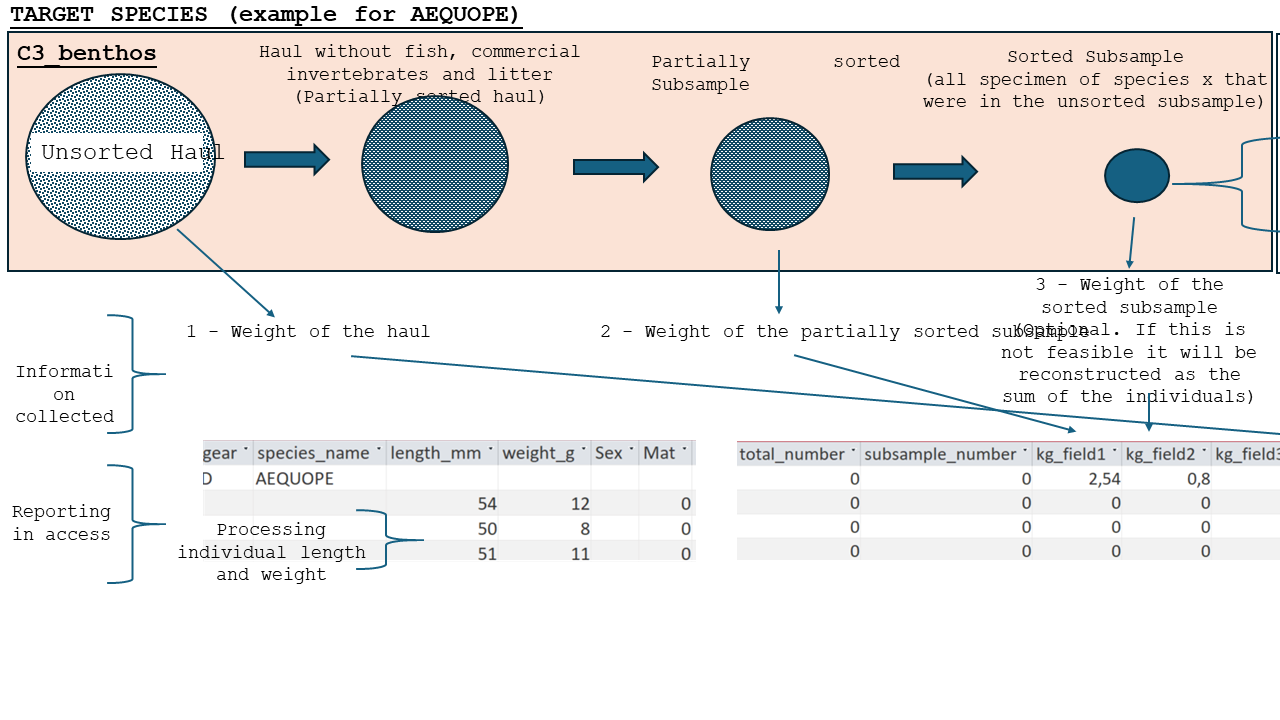 TARGET SPECIES (example for AEQUOPE)
C3_benthos
Haul without fish, commercial
invertebrates and litter
(Partially sorted haul)
Partially sorted
Subsample
Sorted Subsample
(all specimen of species x that
were in the unsorted subsample)
Unsorted Haul
1 - Weight of the haul
2 - Weight of the partially sorted subsample
3 - Weight of the
sorted subsample
(Optional. If this is
not feasible it will be
reconstructed as the
sum of the individuals)
Informati
on
collected
Reporting
in access
gear species_name length_mm weight_g Sex Mat
D AEQUOPE
54 12 0
50 8 0
51 11 0
Processing
individual length
and weight
total_number subsample_number kg_field1 kg_field2 kg_field3
0 0 2,54 0,8
0 0 0 0
0 0 0 0
0 0 0 0